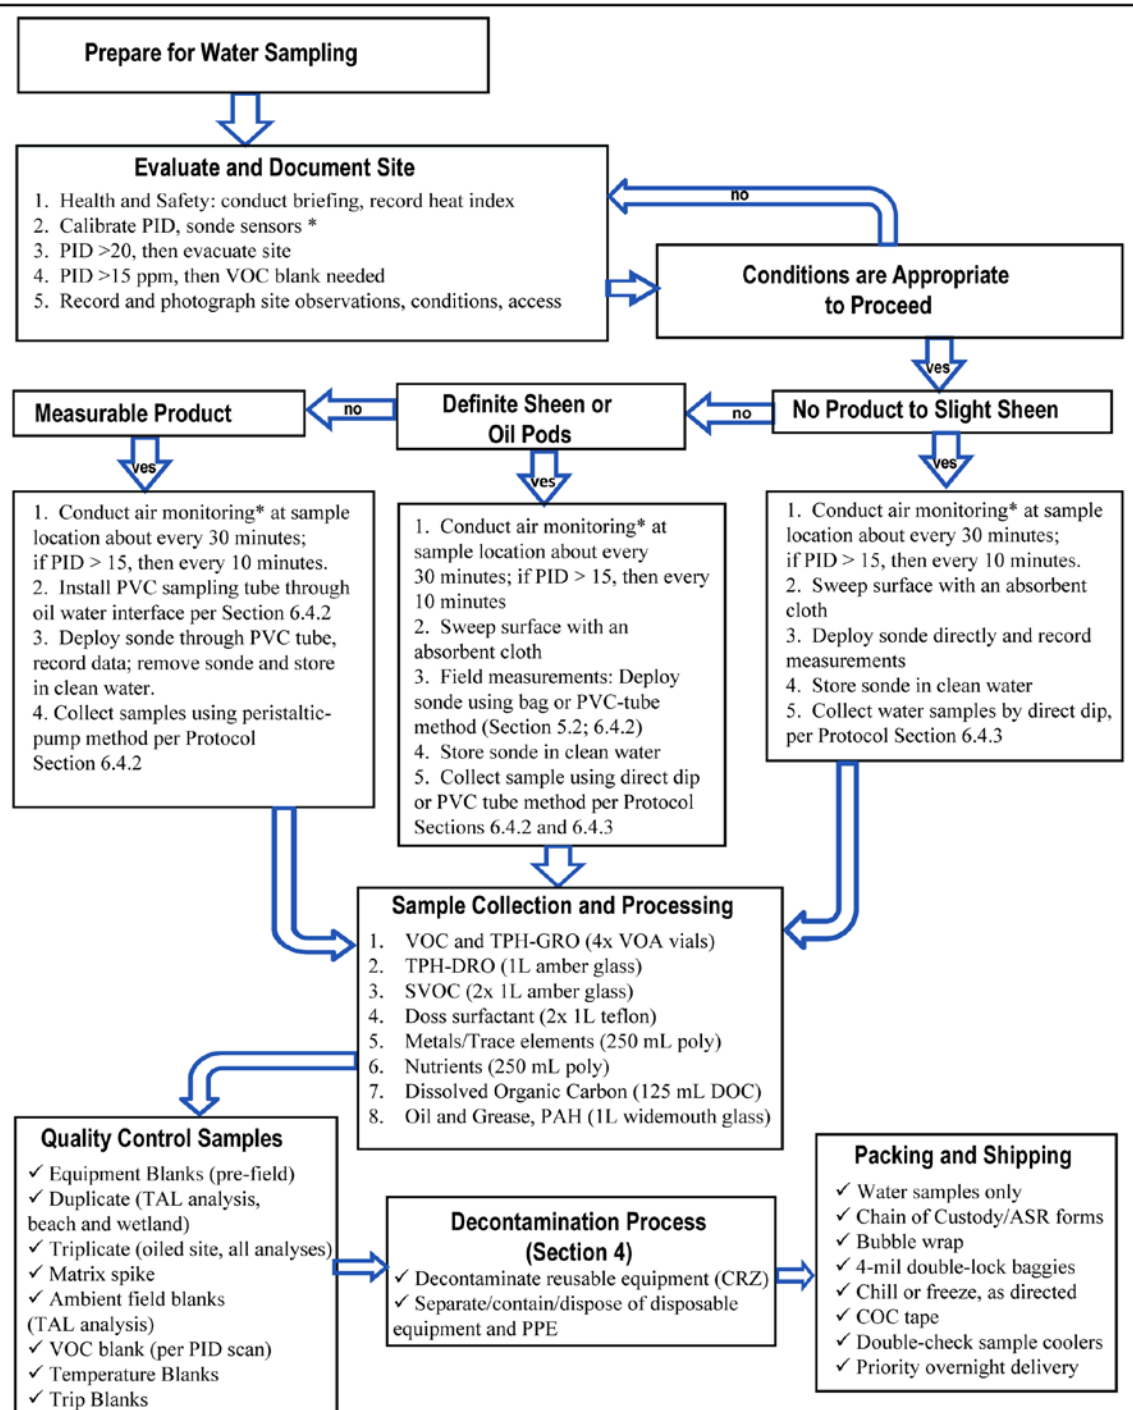 Prepare for Water Sampling
Evaluate and Document Site
1. Health and Safety: conduct briefing, record heat index
2. Calibrate PID, sonde sensors *
3. PID >20, then evacuate site
4. PID >15 ppm, then VOC blank needed
5. Record and photograph site observations, conditions, access
no
Conditions are Appropriate
to Proceed
yes
No Product to Slight Sheen
no
Definite Sheen or
Oil Pods
no
Measurable Product
yes
1. Conduct air monitoring* at sample
location about every 30 minutes;
if PID > 15, then every 10 minutes.
2. Install PVC sampling tube through
oil water interface per Section 6.4.2
3. Deploy sonde through PVC tube,
record data; remove sonde and store
in clean water.
4. Collect samples using peristaltic-
pump method per Protocol
Section 6.4.2
yes
1. Conduct air monitoring* at
sample location about every
30 minutes; if PID > 15, then every
10 minutes
2. Sweep surface with an
absorbent cloth
3. Field measurements: Deploy
sonde using bag or PVC-tube
method (Section 5.2; 6.4.2)
4. Store sonde in clean water
5. Collect sample using direct dip
or PVC tube method per Protocol
Sections 6.4.2 and 6.4.3
yes
1. Conduct air monitoring* at sample
location about every 30 minutes;
if PID > 15, then every 10 minutes.
2. Sweep surface with an absorbent
cloth
3. Deploy sonde directly and record
measurements
4. Store sonde in clean water
5. Collect water samples by direct dip,
per Protocol Section 6.4.3
Sample Collection and Processing
1. VOC and TPH-GRO (4x VOA vials)
2. TPH-DRO (1L amber glass)
3. SVOC (2x 1L amber glass)
4. Doss surfactant (2x 1L teflon)
5. Metals/Trace elements (250 mL poly)
6. Nutrients (250 mL poly)
7. Dissolved Organic Carbon (125 mL DOC)
8. Oil and Grease, PAH (1L widemouth glass)
Quality Control Samples
✓ Equipment Blanks (pre-field)
✓ Duplicate (TAL analysis,
beach and wetland)
✓ Triplicate (oiled site, all analyses)
✓ Matrix spike
✓ Ambient field blanks
(TAL analysis)
✓ VOC blank (per PID scan)
✓ Temperature Blanks
✓ Trip Blanks
Decontamination Process
(Section 4)
✓ Decontaminate reusable equipment (CRZ)
✓ Separate/contain/dispose of disposable
equipment and PPE
Packing and Shipping
✓ Water samples only
✓ Chain of Custody/ASR forms
✓ Bubble wrap
✓ 4-mil double-lock baggies
✓ Chill or freeze, as directed
✓ COC tape
✓ Double-check sample coolers
✓ Priority overnight delivery